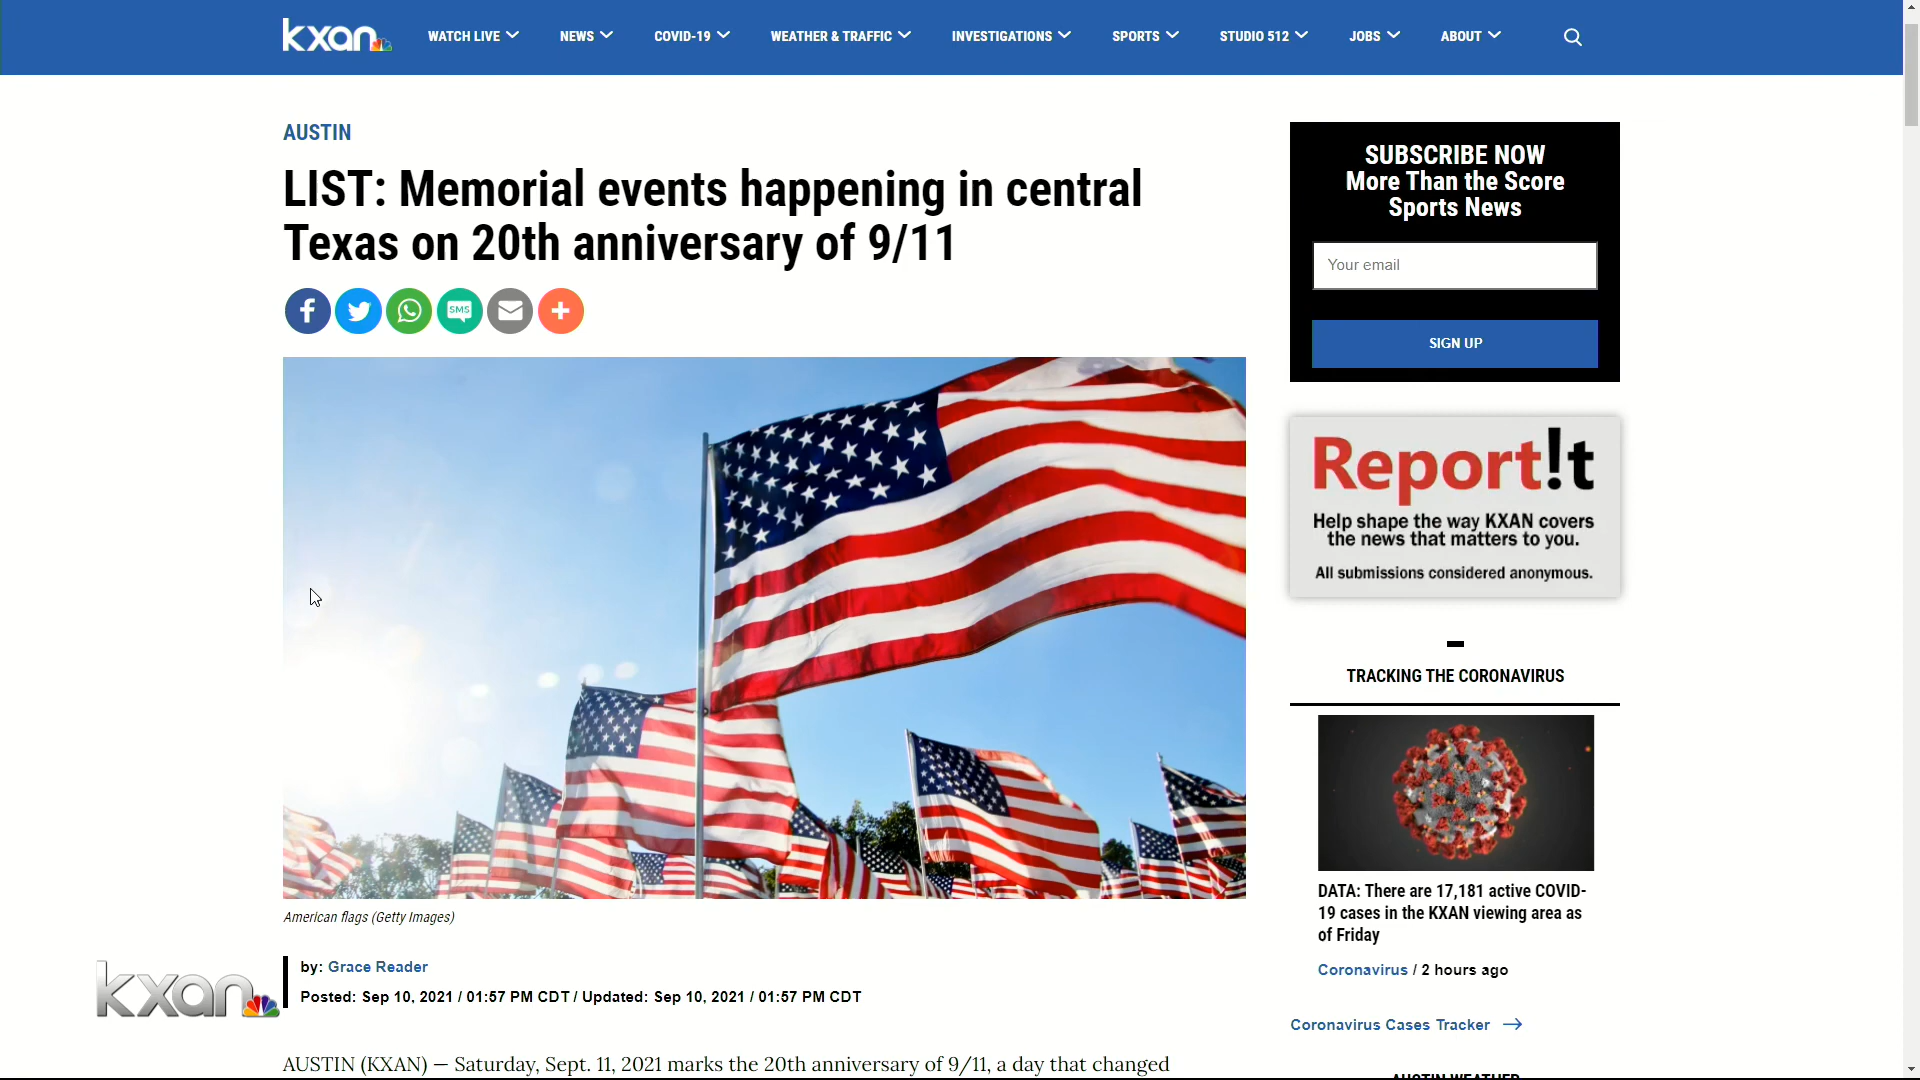 kxan
WATCH LIVE
NEWS
COVID-19
WEATHER & TRAFFIC
INVESTIGATIONS
SPORTS
STUDIO 512
JOBS
ABOUT
AUSTIN
LIST: Memorial events happening in central
Texas on 20th anniversary of 9/11
SMS
American flags (Getty Images)
by: Grace Reader
Posted: Sep 10, 2021 / 01:57 PM CDT / Updated: Sep 10, 2021 / 01:57 PM CDT
kxan
AUSTIN (KXAN) — Saturday, Sept. 11, 2021 marks the 20th anniversary of 9/11, a day that changed
SUBSCRIBE NOW
More Than the Score
Sports News
Your email
SIGN UP
Report!t
Help shape the way KXAN covers
the news that matters to you.
All submissions considered anonymous.
TRACKING THE CORONAVIRUS
DATA: There are 17,181 active COVID-
19 cases in the KXAN viewing area as
of Friday
Coronavirus / 2 hours ago
Coronavirus Cases Tracker
AUSTIN WEATHER